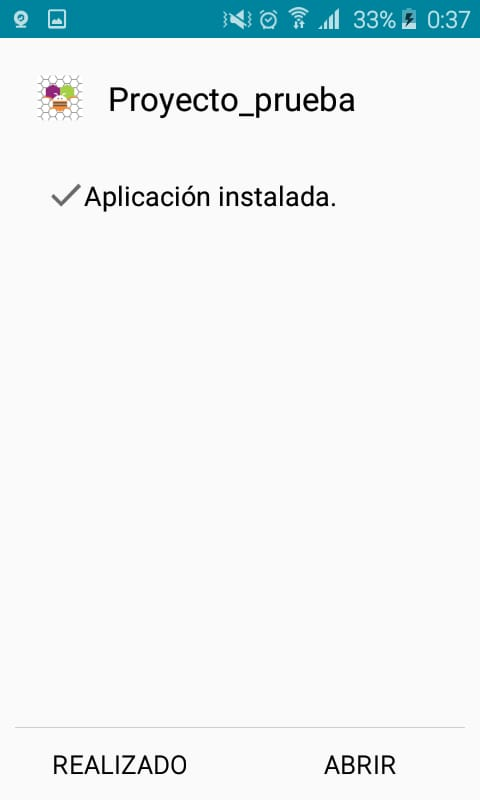 33% 0:37
Proyecto_prueba
Aplicación instalada.
REALIZADO ABRIR